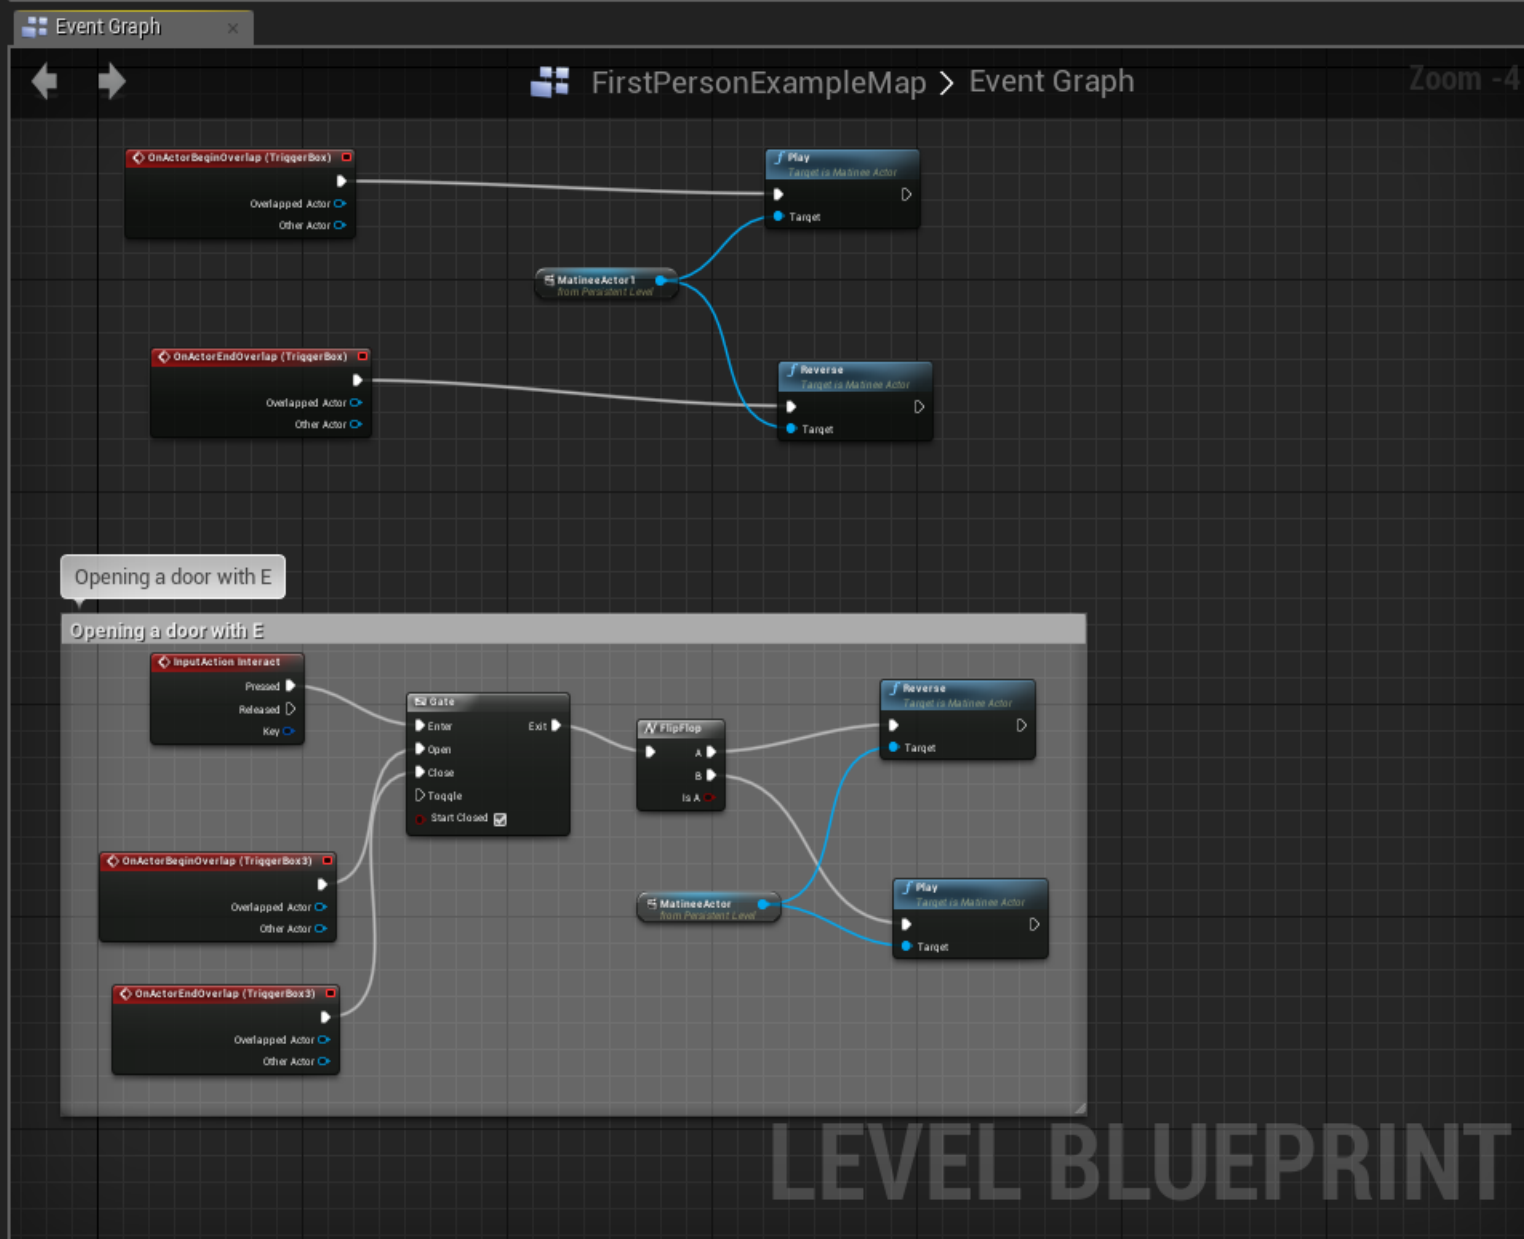 Event Graph
FirstPersonExampleMap > Event Graph
Zoom -4
OnActorBeginOverlap (TriggerBox)
Overlapped Actor
Other Actor
Play
Target is Matinee Actor
Target
MatineeActor1
from Persistent Level
OnActorEndOverlap (TriggerBox)
Overlapped Actor
Other Actor
Reverse
Target is Matinee Actor
Target
Opening a door with E
Opening a door with E
InputAction Interact
Pressed
Released
Key
Gate
Enter Exit
Open
Close
Toggle
Start Closed
FlipFlop
A
B
Is A
Reverse
Target is Matinee Actor
Target
OnActorBeginOverlap (TriggerBox3)
Overlapped Actor
Other Actor
MatineeActor
from Persistent Level
Play
Target is Matinee Actor
Target
OnActorEndOverlap (TriggerBox3)
Overlapped Actor
Other Actor
LEVEL BLUEPRINT